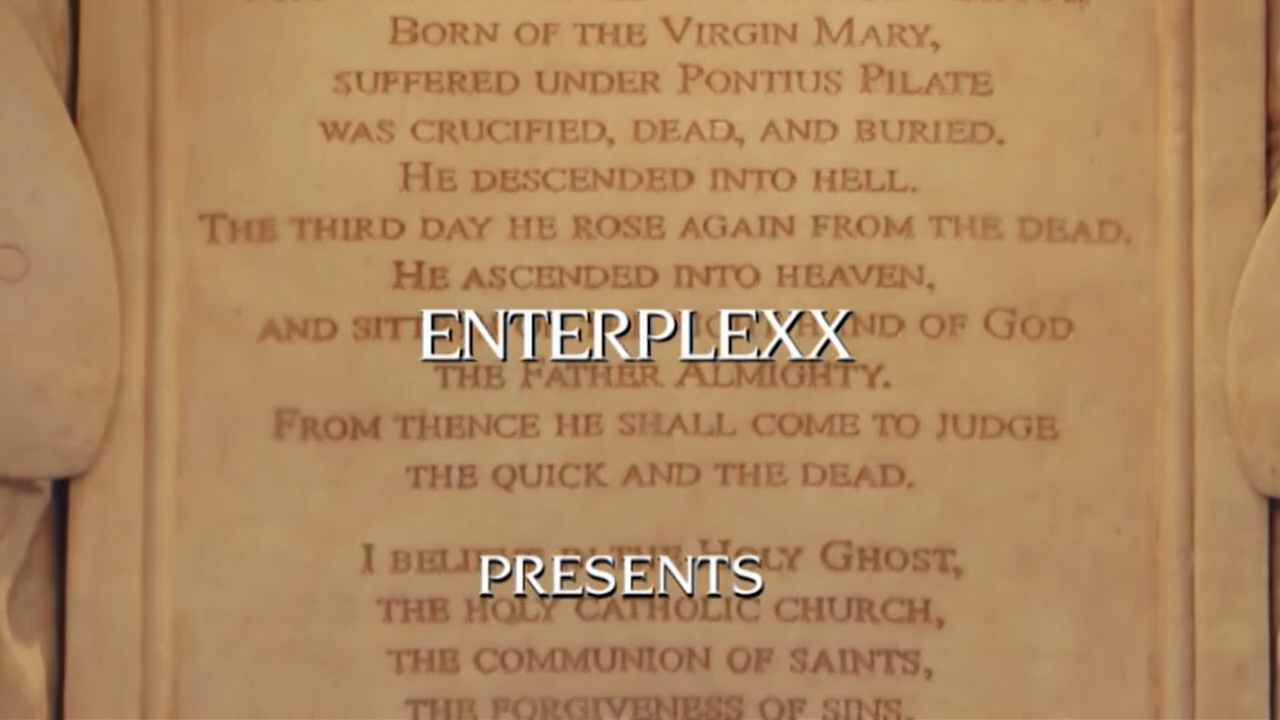 BORN OF THE VIRGIN MARY,
SUFFERED UNDER PONTIUS PILATE
WAS CRUCIFIED, DEAD, AND BURIED.
HE DESCENDED INTO HELL.
THE THIRD DAY HE ROSE AGAIN FROM THE DEAD.
HE ASCENDED INTO HEAVEN,
AND OF GOD
ENTERPLEXX
THE FATHER ALMIGHTY.
FROM THENCE HE SHALL COME TO JUDGE
THE QUICK AND THE DEAD.
I HOLY GHOST,
PRESENTS
THE HOLY CATHOLIC CHURCH,
THE COMMUNION OF SAINTS,
THE FORGIVENESS OF SINS.